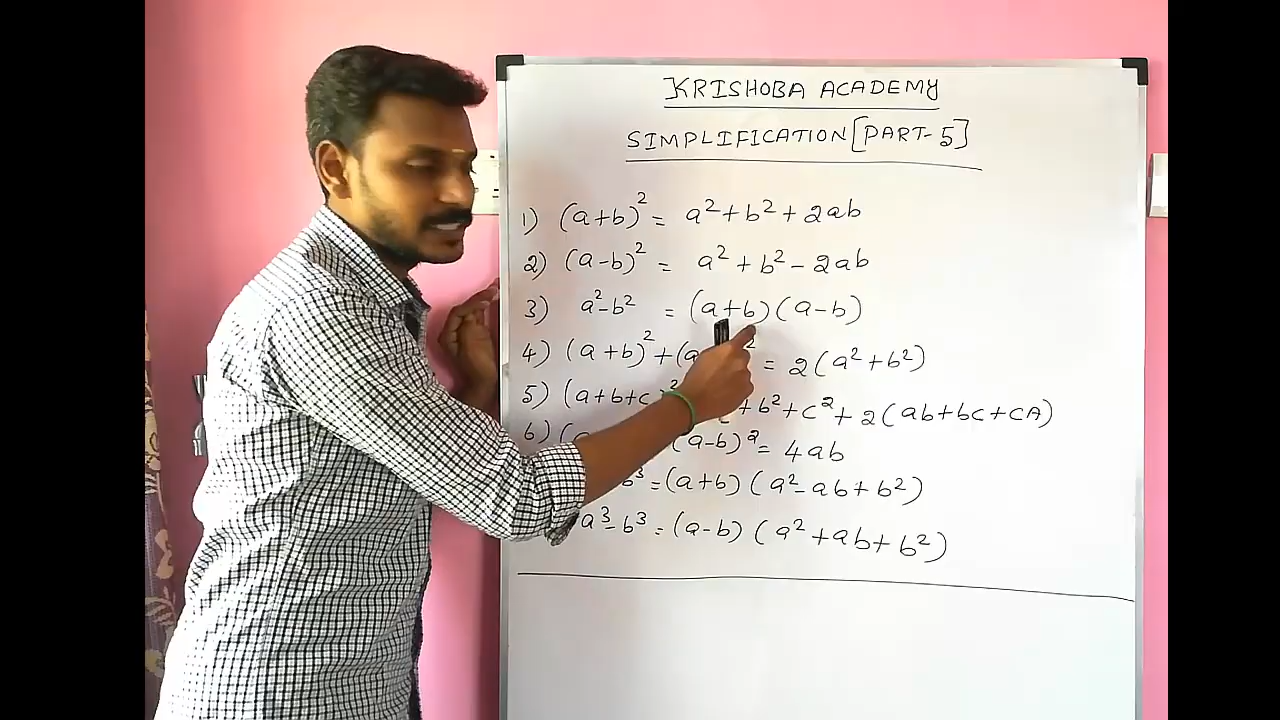 KRISHOBA ACADEMY
SIMPLIFICATION [PART-5]
1) (a+b)² = a²+b²+2ab
2) (a-b)² = a²+b²-2ab
3) a²-b² = (a+b)(a-b)
4) (a+b)²+(a ² = 2(a²+b²)
5) (a+b+c)² +b²+c²+2(ab+bc+cA)
6) ( (a-b)² = 4ab
b³ = (a+b)(a²-ab+b²)
a³-b³ = (a-b)(a²+ab+b²)